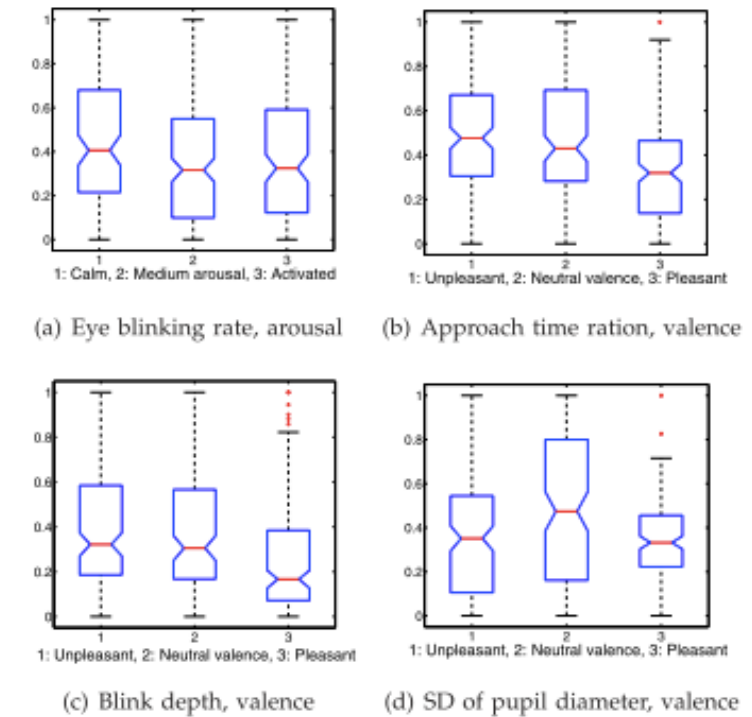 1
0.8
0.6
0.4
0.2
0
1 2 3
1: Calm, 2: Medium arousal, 3: Activated
(a) Eye blinking rate, arousal
1
0.8
0.6
0.4
0.2
0
1 2 3
1: Unpleasant, 2: Neutral valence, 3: Pleasant
(b) Approach time ration, valence
1
0.8
0.6
0.4
0.2
0
1 2 3
1: Unpleasant, 2: Neutral valence, 3: Pleasant
(c) Blink depth, valence
1
0.8
0.6
0.4
0.2
0
1 2 3
1: Unpleasant, 2: Neutral valence, 3: Pleasant
(d) SD of pupil diameter, valence